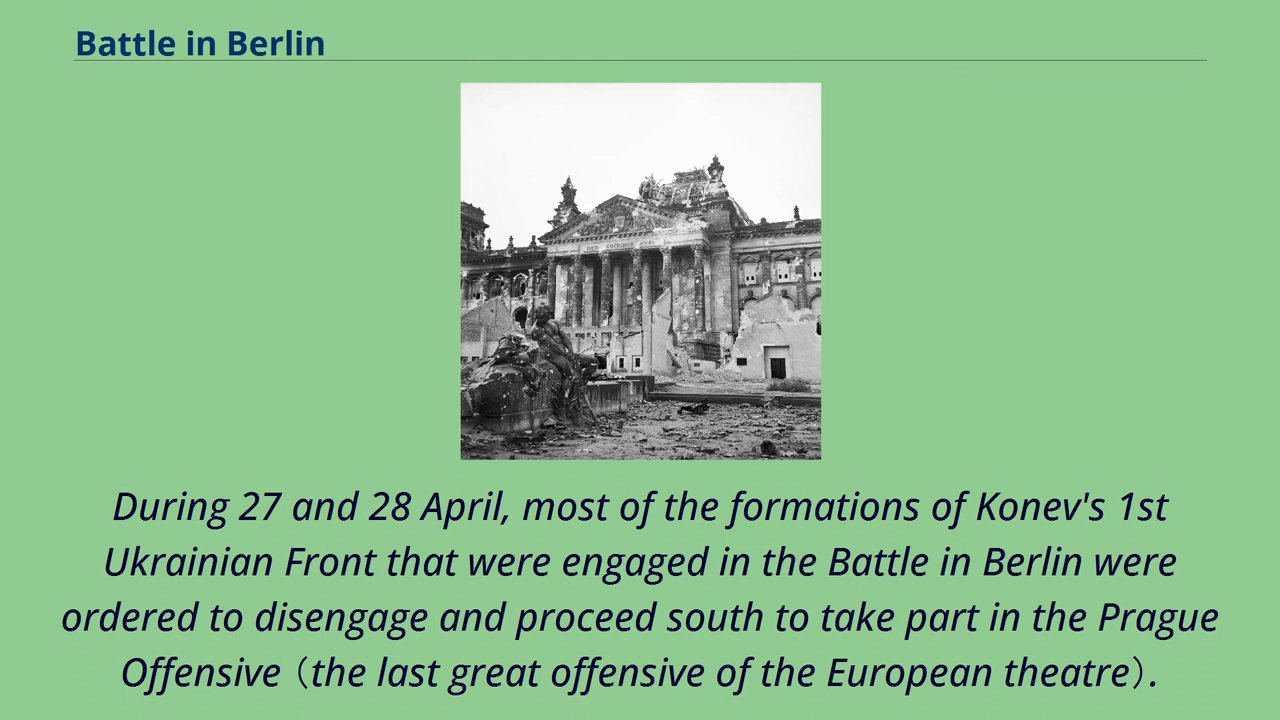 Battle in Berlin
During 27 and 28 April, most of the formations of Konev's 1st
Ukrainian Front that were engaged in the Battle in Berlin were
ordered to disengage and proceed south to take part in the Prague
Offensive (the last great offensive of the European theatre).